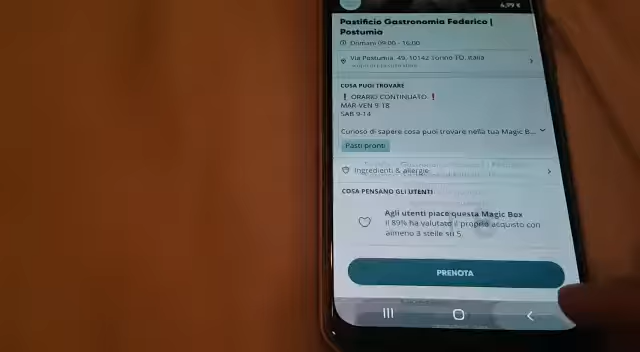 4,99 €
Pastificio Gastronomia Federico |
Postumia
Domani 09:00 - 16:00
Via Postumia, 49, 10142 Torino TO, Italia
COSA PUOI TROVARE
❗ ORARIO CONTINUATO ❗
MAR-VEN 9-18
SAB 9-14
Curioso di sapere cosa puoi trovare nella tua Magic B...
Pasti pronti
Ingredienti & allergie
COSA PENSANO GLI UTENTI
Agli utenti piace questa Magic Box
Il 89% ha valutato il proprio acquisto con
almeno 3 stelle su 5.
PRENOTA